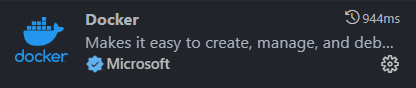 Docker 944ms
Makes it easy to create, manage, and deb...
docker Microsoft